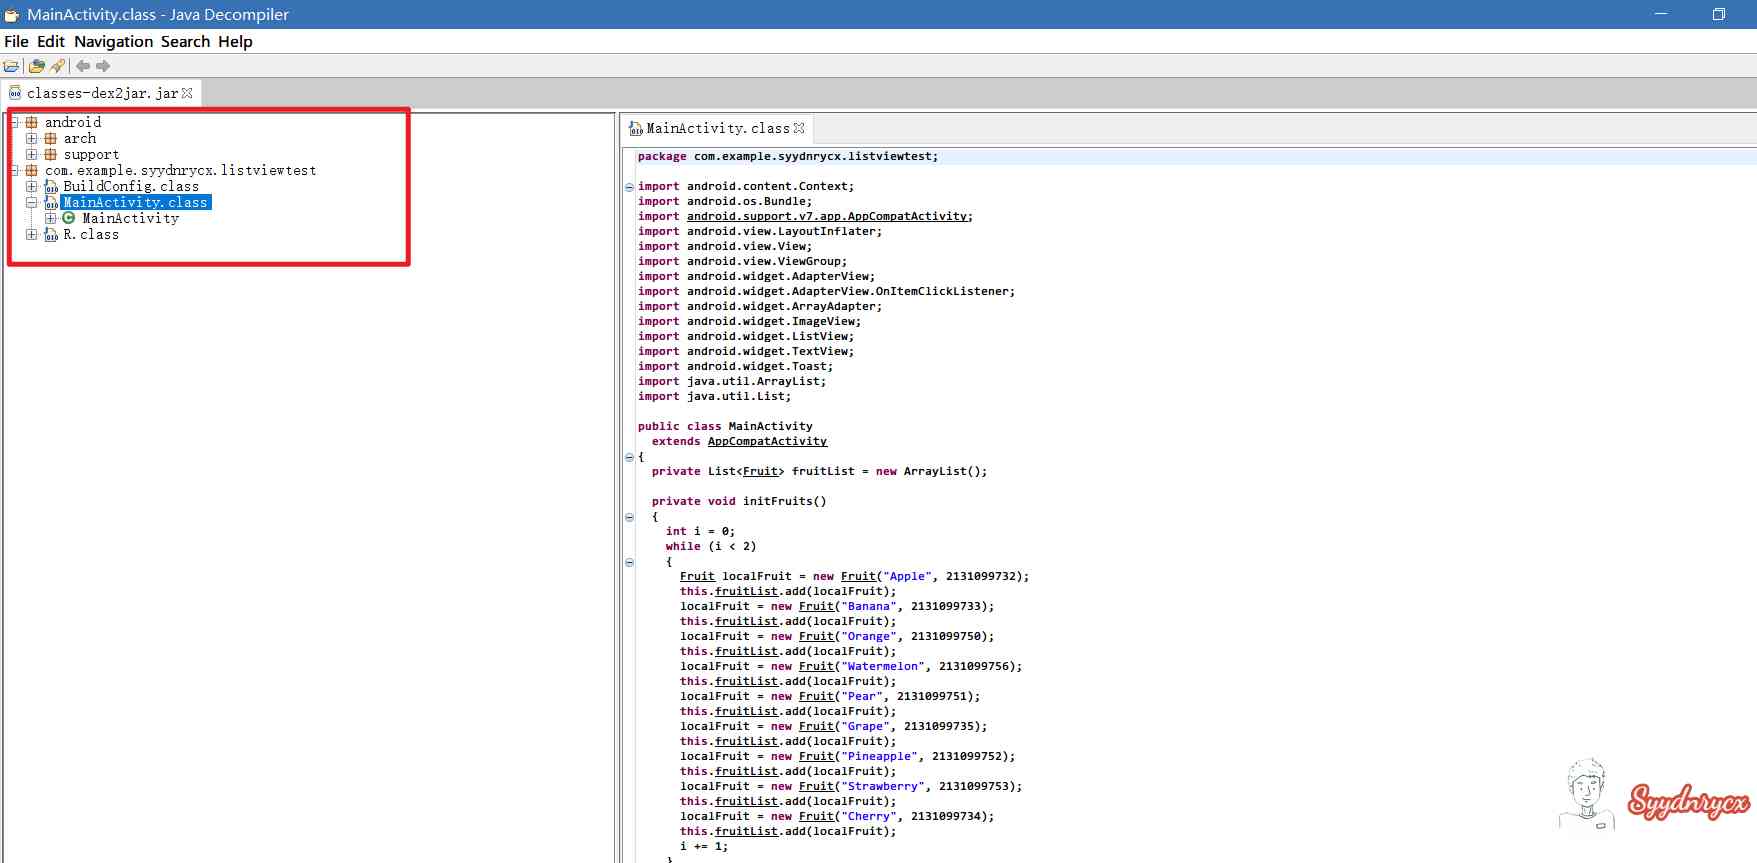 MainActivity.class - Java Decompiler
File Edit Navigation Search Help
classes-dex2jar.jar
android
arch
support
com.example.syydnrycx.listviewtest
BuildConfig.class
MainActivity.class
MainActivity
R.class
MainActivity.class
package com.example.syydnrycx.listviewtest;
import android.content.Context;
import android.os.Bundle;
import android.support.v7.app.AppCompatActivity;
import android.view.LayoutInflater;
import android.view.View;
import android.view.ViewGroup;
import android.widget.AdapterView;
import android.widget.AdapterView.OnItemClickListener;
import android.widget.ArrayAdapter;
import android.widget.ImageView;
import android.widget.ListView;
import android.widget.TextView;
import android.widget.Toast;
import java.util.ArrayList;
import java.util.List;
public class MainActivity
extends AppCompatActivity
{
private List<Fruit> fruitList = new ArrayList();
private void initFruits()
{
int i = 0;
while (i < 2)
{
Fruit localFruit = new Fruit("Apple", 2131099732);
this.fruitList.add(localFruit);
localFruit = new Fruit("Banana", 2131099733);
this.fruitList.add(localFruit);
localFruit = new Fruit("Orange", 2131099750);
this.fruitList.add(localFruit);
localFruit = new Fruit("Watermelon", 2131099756);
this.fruitList.add(localFruit);
localFruit = new Fruit("Pear", 2131099751);
this.fruitList.add(localFruit);
localFruit = new Fruit("Grape", 2131099735);
this.fruitList.add(localFruit);
localFruit = new Fruit("Pineapple", 2131099752);
this.fruitList.add(localFruit);
localFruit = new Fruit("Strawberry", 2131099753);
this.fruitList.add(localFruit);
localFruit = new Fruit("Cherry", 2131099734);
this.fruitList.add(localFruit);
i += 1;
}
Syydnrycx